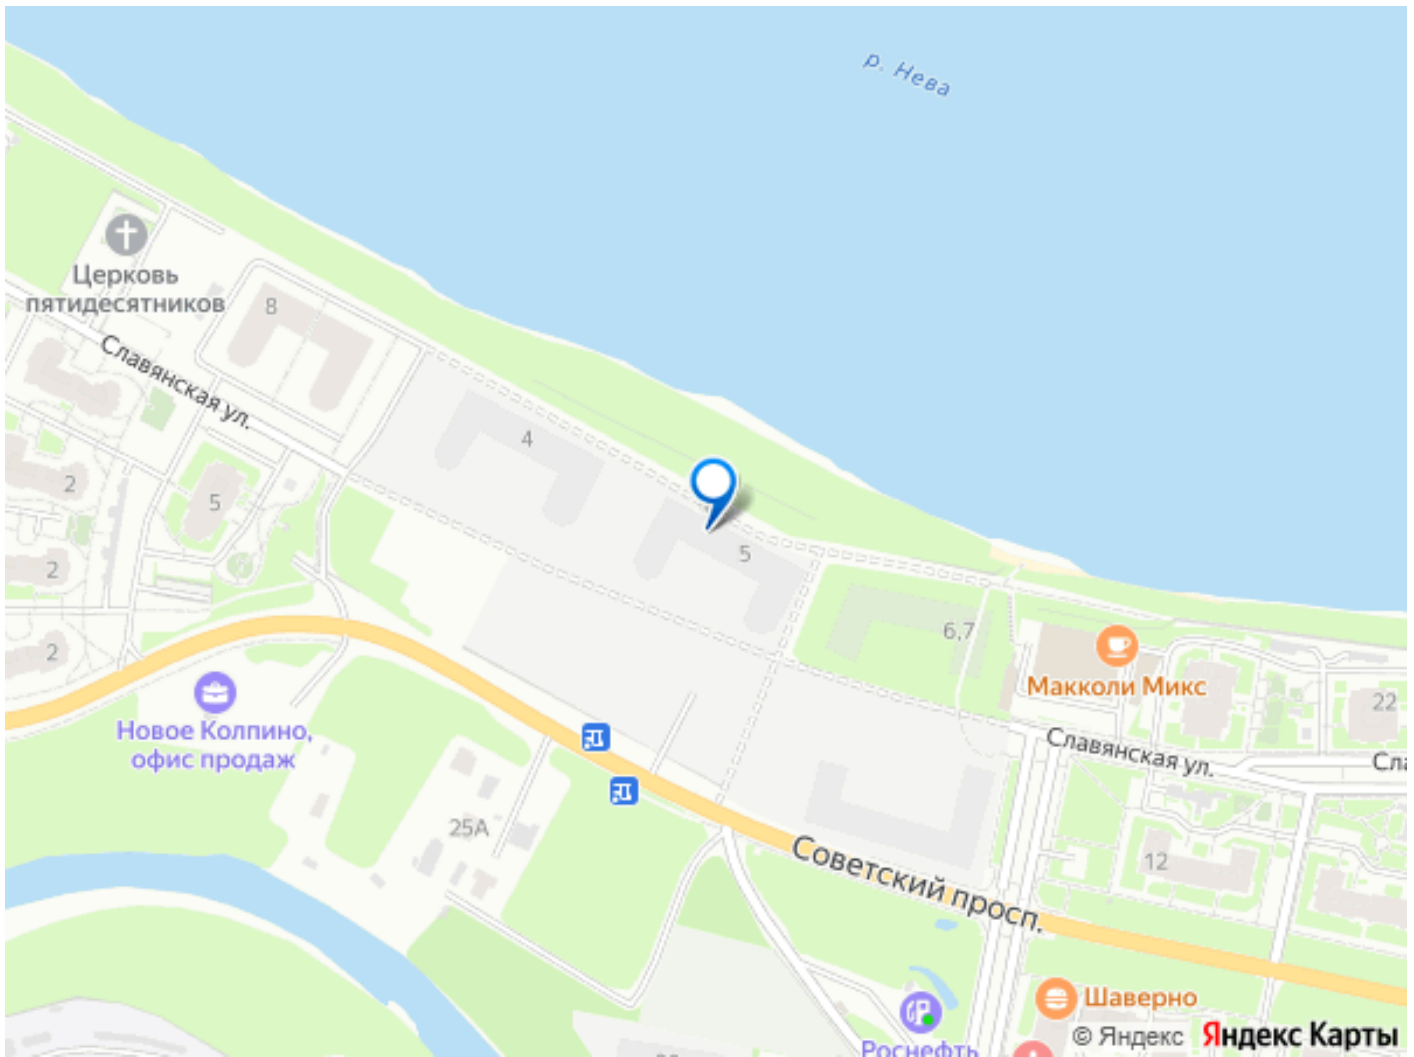 р. Нева
Церковь
пятидесятников
8
Славянская ул.
4
2
5
5
2
6,7
2
Макколи Микс
22
Новое Колпино,
офис продаж
Славянская ул.
Сла
25А
Советский просп.
12
Шаверно
Роснефть
© Яндекс Яндекс Карты